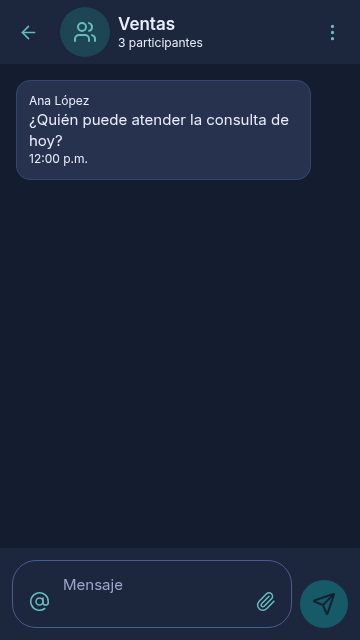 Ventas
3 participantes
Ana López
¿Quién puede atender la consulta de
hoy?
12:00 p.m.
Mensaje